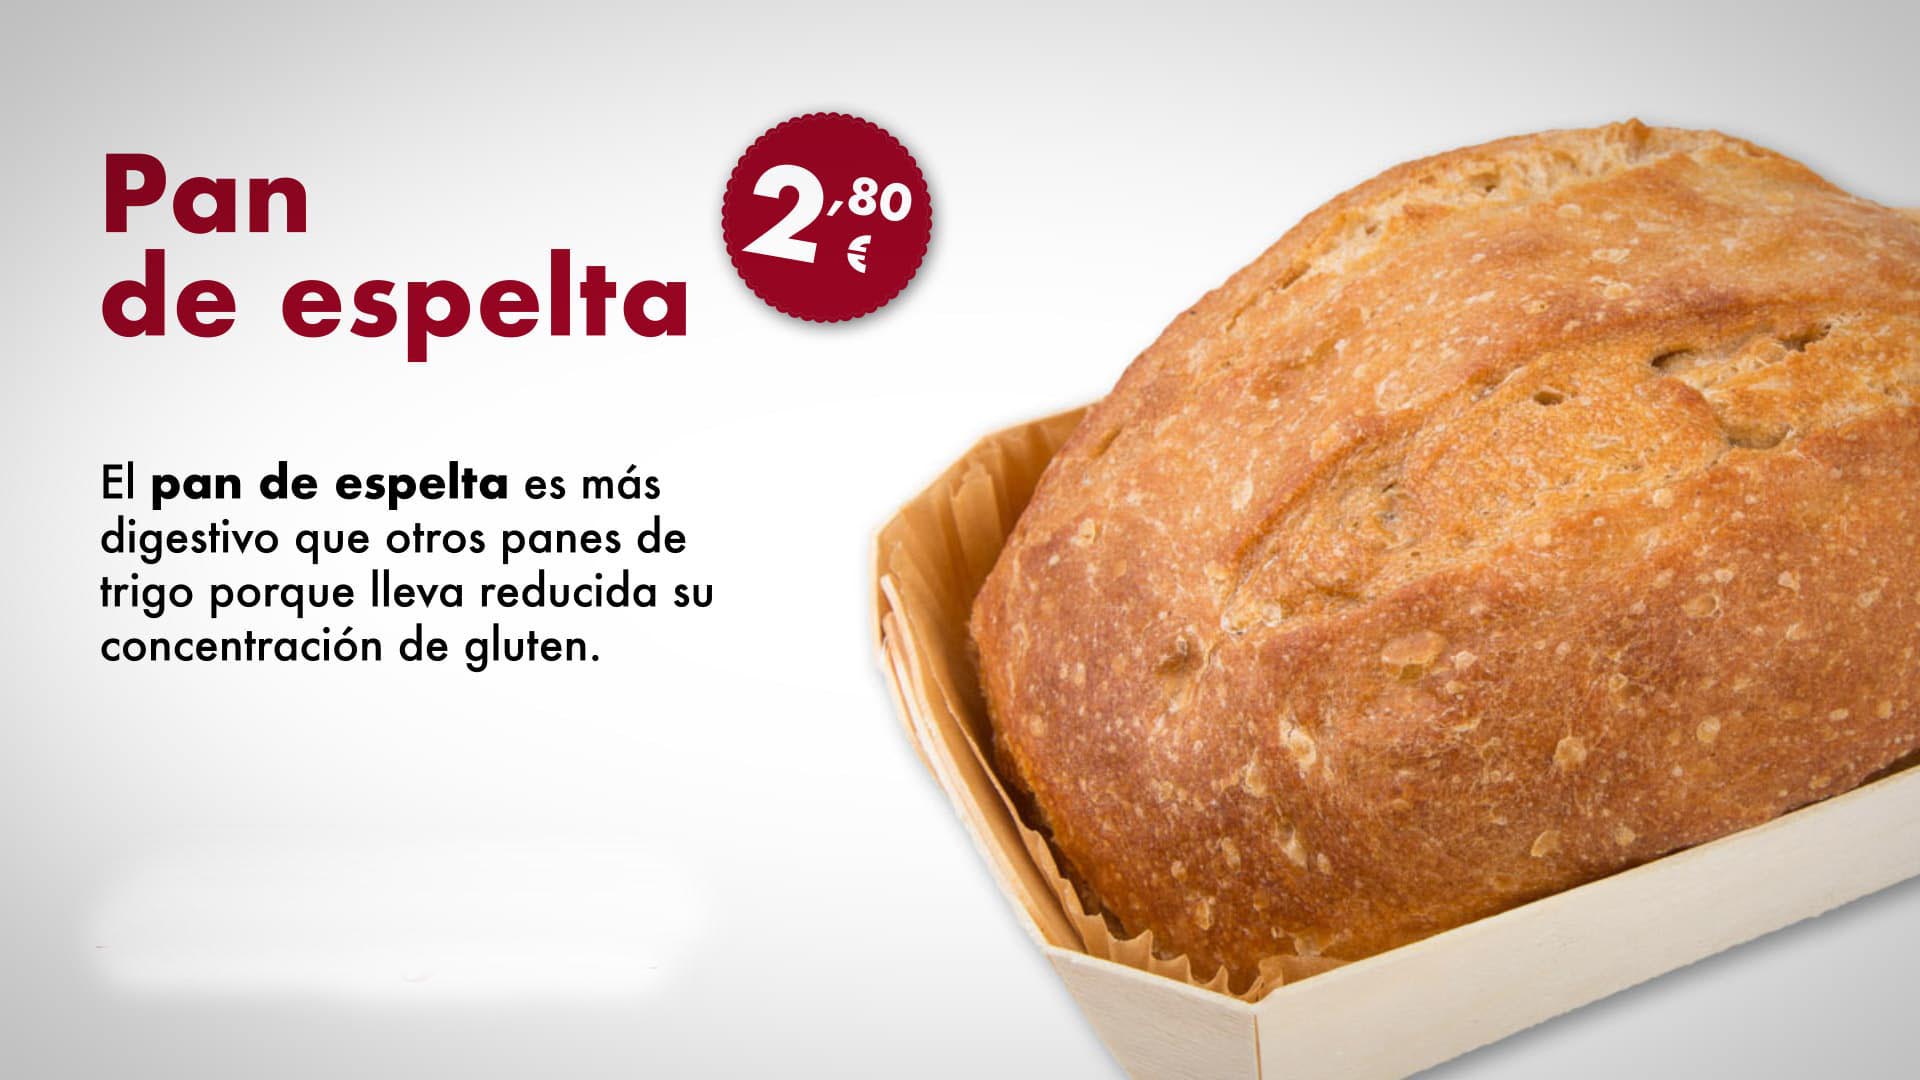 Pan
de espelta
2,80
€
El pan de espelta es más
digestivo que otros panes de
trigo porque lleva reducida su
concentración de gluten.